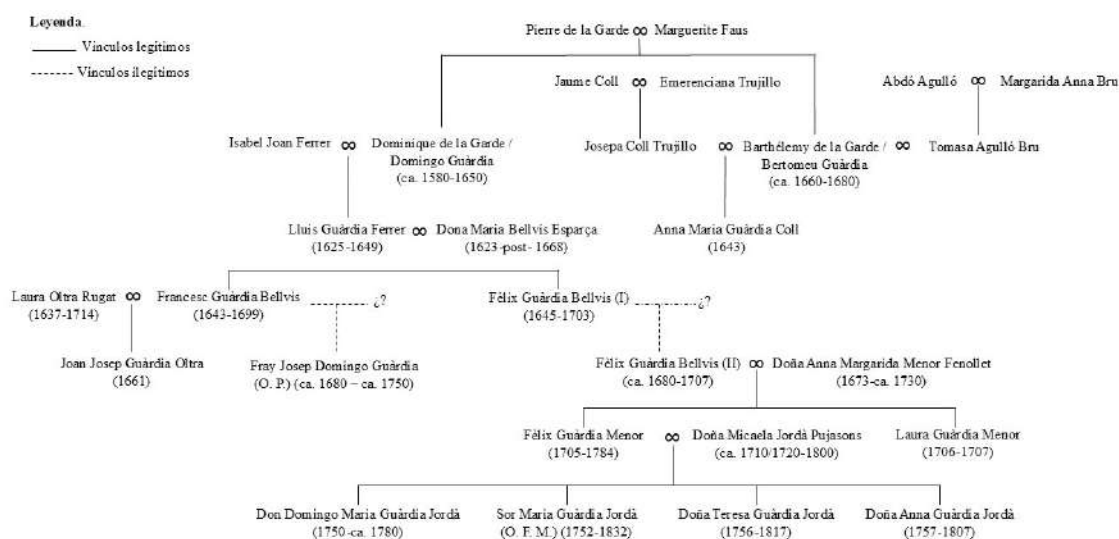 Leyenda.
Vínculos legítimos
Vínculos ilegítimos
Pierre de la Garde ∞ Marguerite Faus
Jaume Coll ∞ Emerenciana Trujillo
Abdó Agulló ∞ Margarida Anna Bru
Isabel Joan Ferrer ∞ Dominique de la Garde /
Domingo Guàrdia
(ca. 1580-1650)
Josepa Coll Trujillo ∞ Barthélemy de la Garde / ∞ Tomasa Agulló Bru
Bertomeu Guàrdia
(ca. 1660-1680)
Lluís Guàrdia Ferrer ∞ Dona Maria Bellvís Esparça
(1625-1649) (1623-post- 1668)
Anna Maria Guàrdia Coll
(1643)
Laura Oltra Rugat ∞ Francesc Guàrdia Bellvís ¿?
(1637-1714) (1643-1699)
Fèlix Guàrdia Bellvís (I) ¿?
(1645-1703)
Joan Josep Guàrdia Oltra
(1661)
Fray Josep Domingo Guàrdia
(O. P.) (ca. 1680 – ca. 1750)
Fèlix Guàrdia Bellvís (II) ∞ Doña Anna Margarida Menor Fenollet
(ca. 1680-1707) (1673-ca. 1730)
Fèlix Guàrdia Menor ∞ Doña Micaela Jordà Pujasons
(1705-1784) (ca. 1710/1720-1800)
Laura Guàrdia Menor
(1706-1707)
Don Domingo Maria Guàrdia Jordà
(1750-ca. 1780)
Sor Maria Guàrdia Jordà
(O. F. M.) (1752-1832)
Doña Teresa Guàrdia Jordà
(1756-1817)
Doña Anna Guàrdia Jordà
(1757-1807)